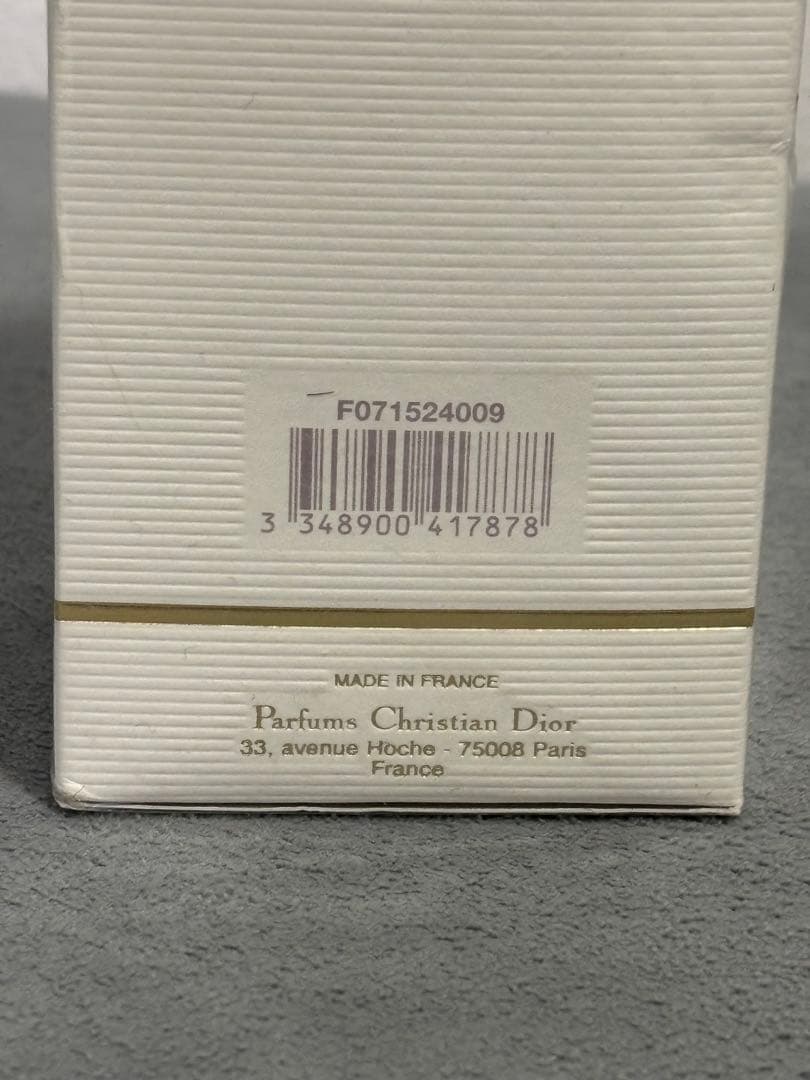 F071524009
3 348900 417878
MADE IN FRANCE
Parfums Christian Dior
33, avenue Hoche - 75008 Paris
France